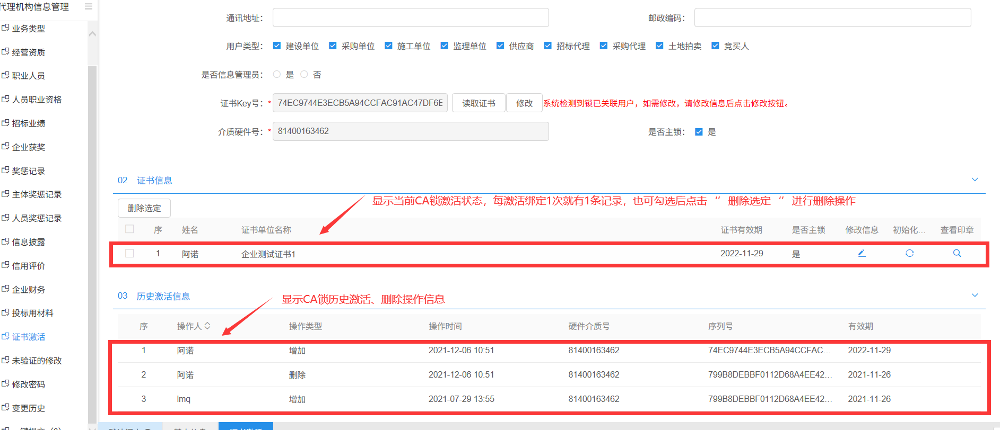 代理机构信息管理
业务类型
经营资质
职业人员
人员职业资格
招标业绩
企业获奖
奖惩记录
主体奖惩记录
人员奖惩记录
信息披露
信用评价
企业财务
投标用材料
证书激活
未验证的修改
修改密码
变更历史
通讯地址：
邮政编码：
用户类型： 建设单位 采购单位 施工单位 监理单位 供应商 招标代理 采购代理 土地拍卖 竞买人
是否信息管理员： 是 否
证书Key号：* 74EC9744E3ECB5A94CCFAC91AC47DF6E 读取证书 修改 系统检测到锁已关联用户，如需修改，请修改信息后点击修改按钮。
介质硬件号：* 81400163462 是否主锁： 是
02 证书信息
显示当前CA锁激活状态，每激活绑定1次就有1条记录，也可勾选后点击 “ 删除选定 ” 进行删除操作
删除选定
序 姓名 证书单位名称 证书有效期 是否主锁 修改信息 初始化... 查看印章
1 阿诺 企业测试证书1 2022-11-29 是
03 历史激活信息
显示CA锁历史激活、删除操作信息
序 操作人 操作类型 操作时间 硬件介质号 序列号 有效期
1 阿诺 增加 2021-12-06 10:51 81400163462 74EC9744E3ECB5A94CCFAC... 2022-11-29
2 阿诺 删除 2021-12-06 10:51 81400163462 799B8DEBBF0112D68A4EE42... 2021-11-26
3 lmq 增加 2021-07-29 13:55 81400163462 799B8DEBBF0112D68A4EE42... 2021-11-26